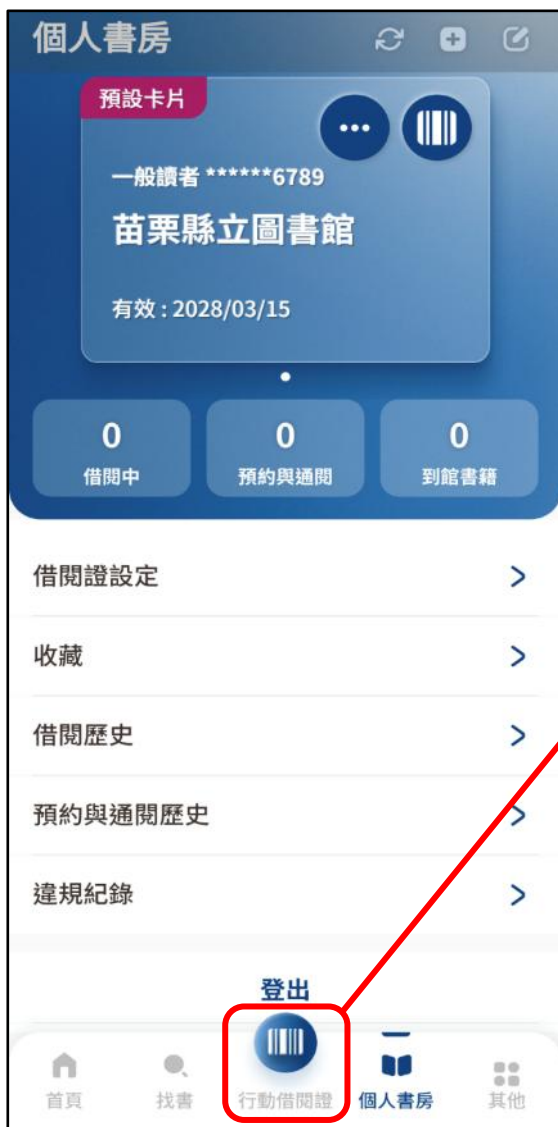 個人書房
預設卡片
一般讀者 ******6789
苗栗縣立圖書館
有效 : 2028/03/15
0 0 0
借閱中 預約與通閱 到館書籍
借閱證設定
收藏
借閱歷史
預約與通閱歷史
違規紀錄
登出
首頁 找書 行動借閱證 個人書房 其他